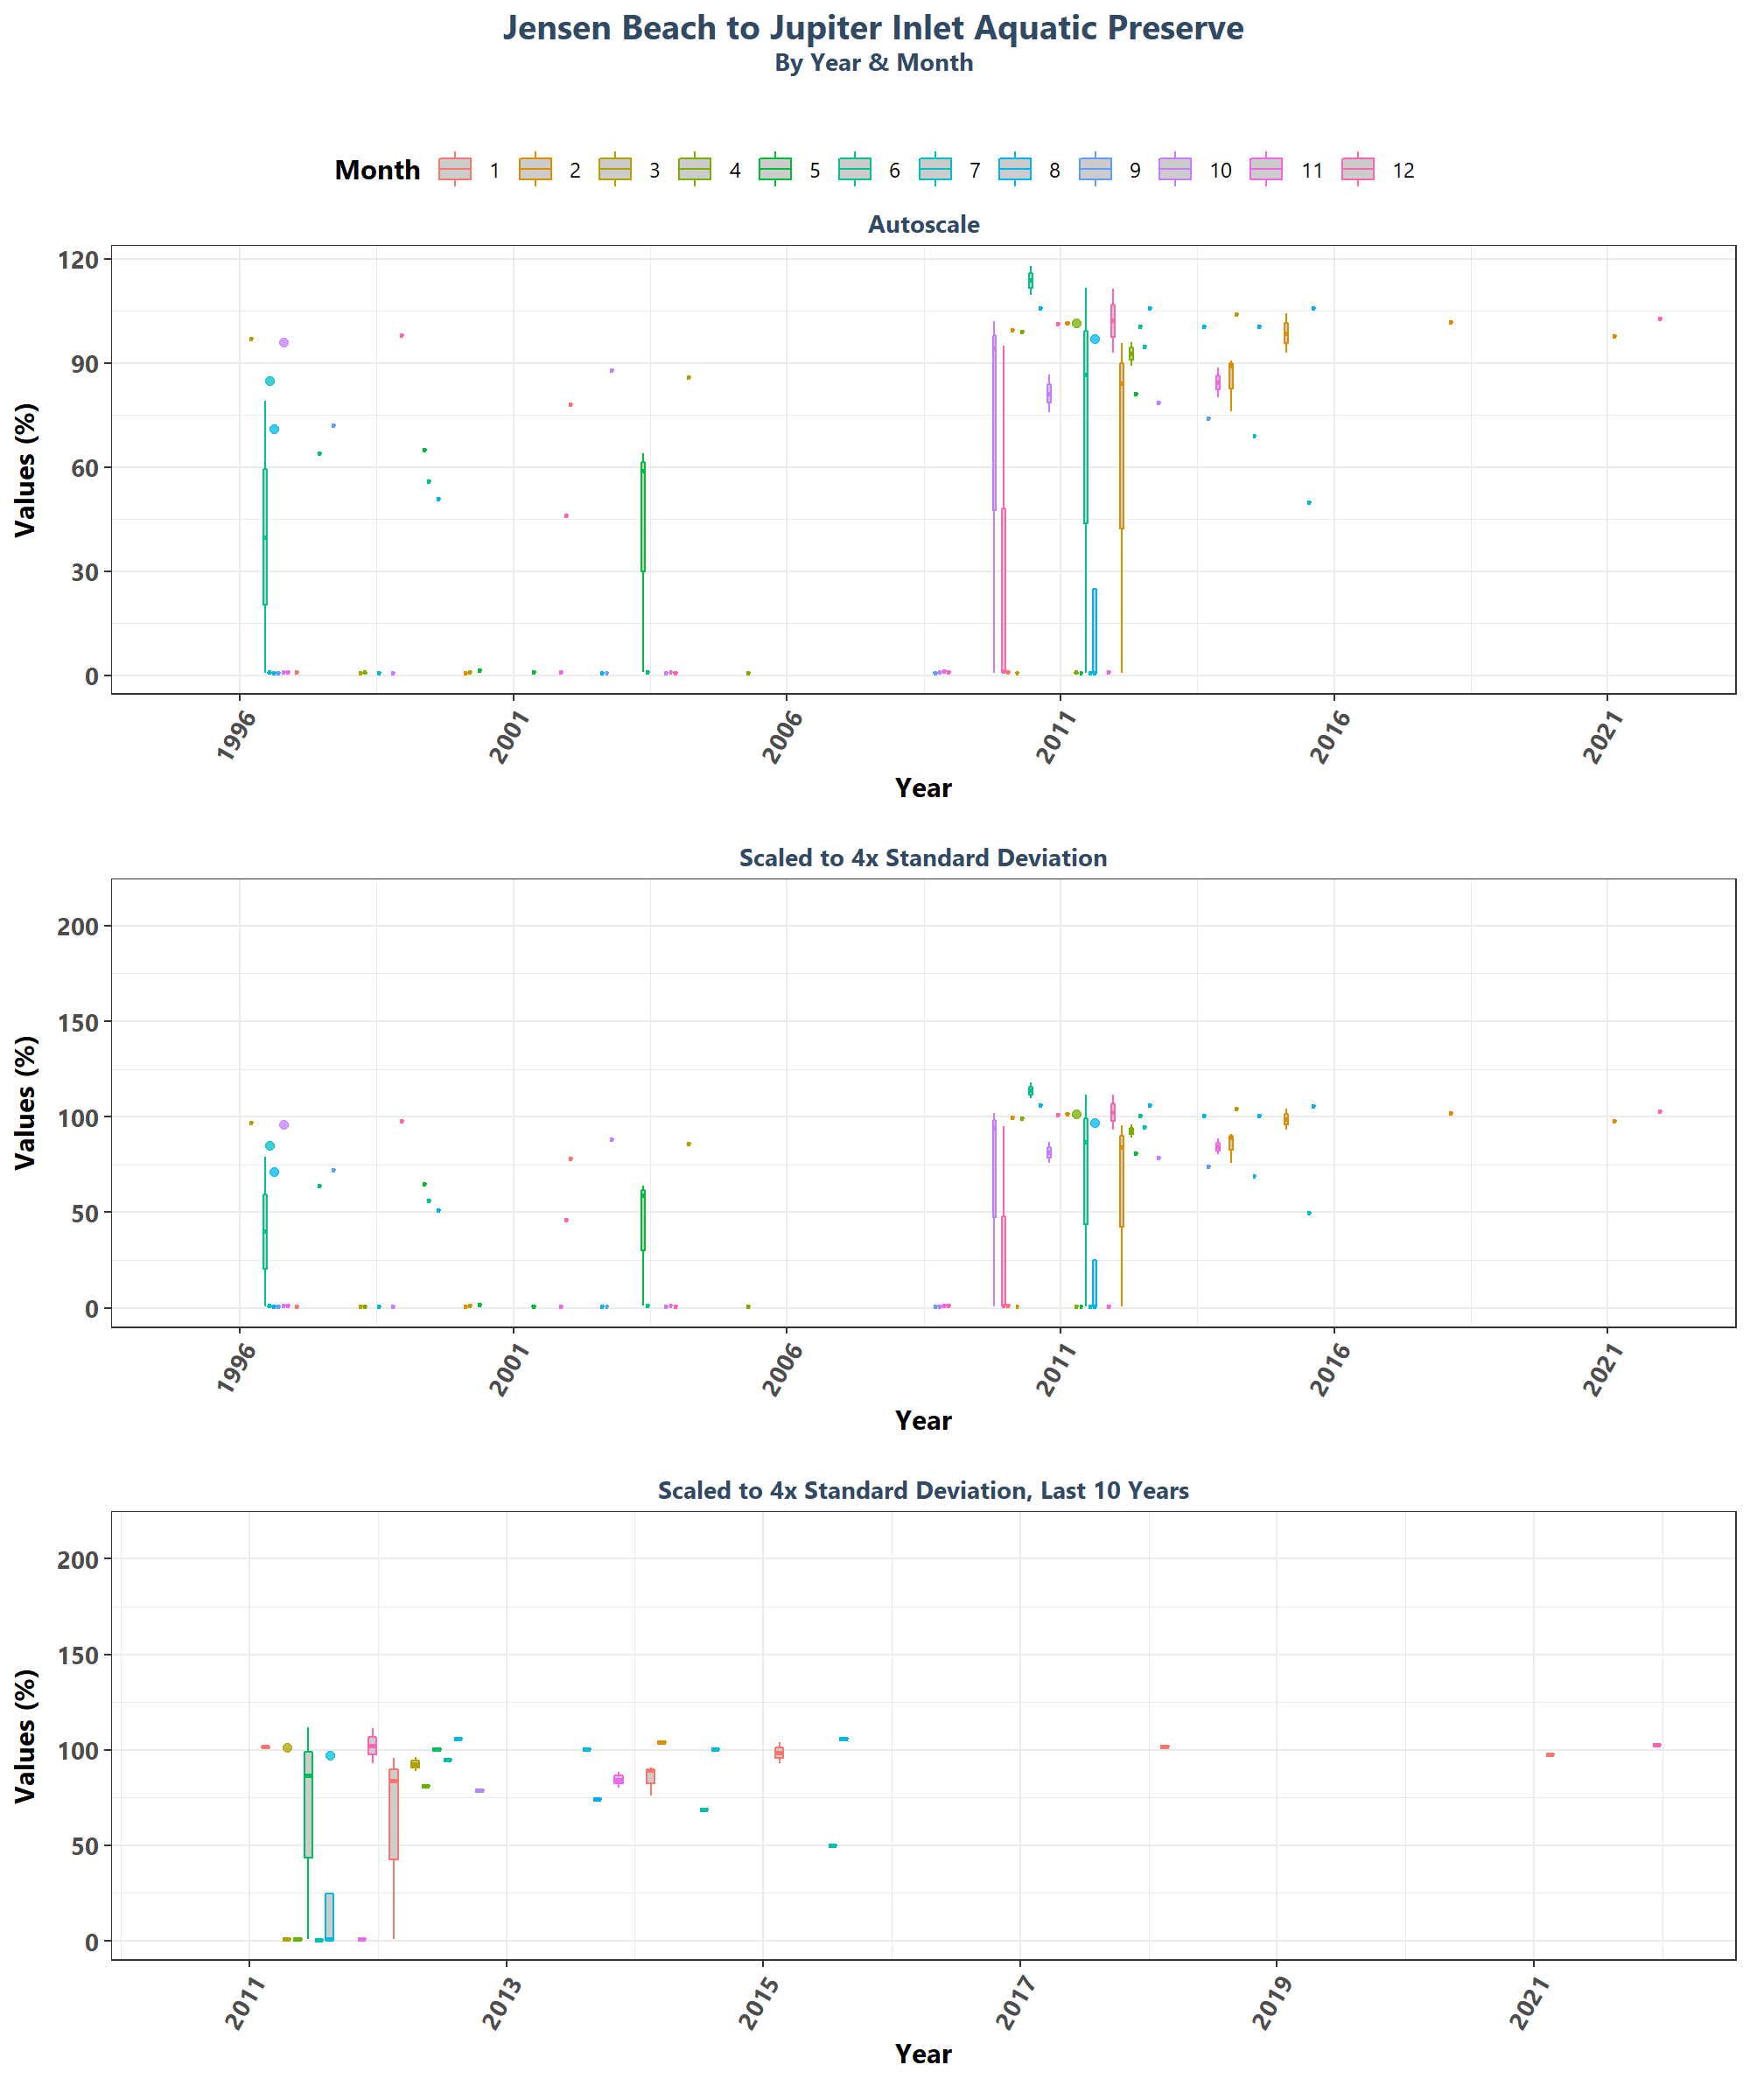 Jensen Beach to Jupiter Inlet Aquatic Preserve
By Year & Month
Month 1 2 3 4 5 6 7 8 9 10 11 12
Autoscale
Values (%)
120
90
60
30
0
1996 2001 2006 2011 2016 2021
Year
Scaled to 4x Standard Deviation
Values (%)
200
150
100
50
0
1996 2001 2006 2011 2016 2021
Year
Scaled to 4x Standard Deviation, Last 10 Years
Values (%)
200
150
100
50
0
2011 2013 2015 2017 2019 2021
Year